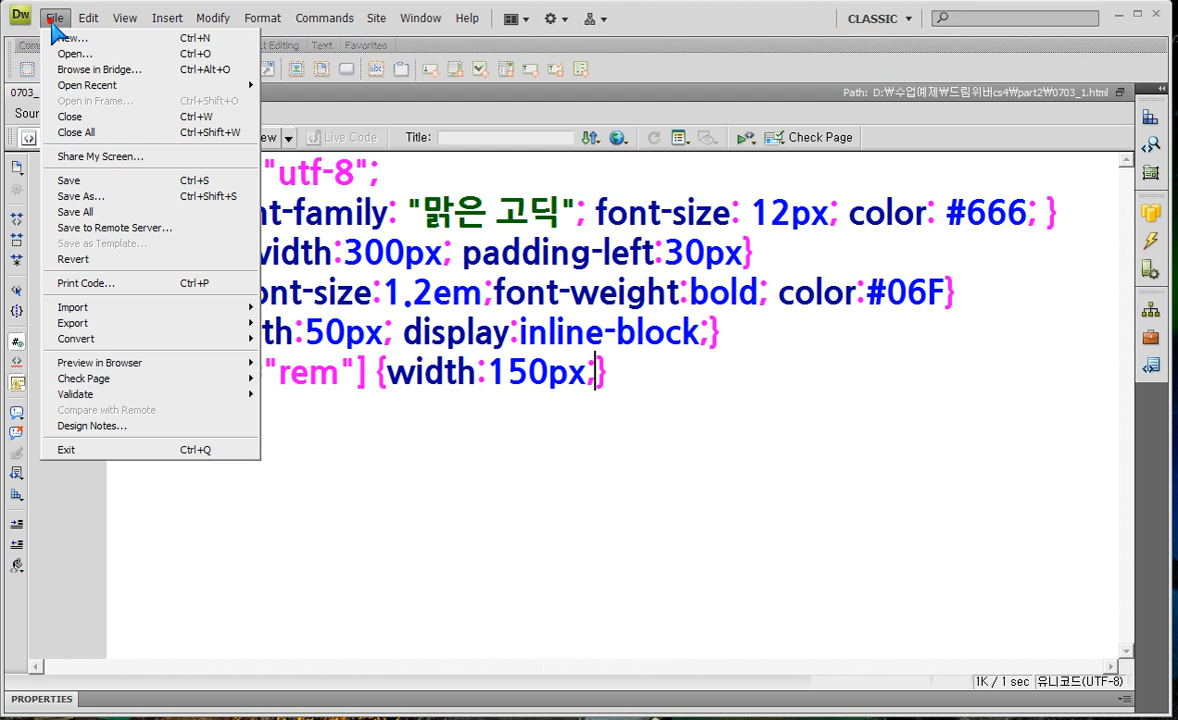 Dw File Edit View Insert Modify Format Commands Site Window Help CLASSIC
New... Ctrl+N
Open... Ctrl+O
Browse in Bridge... Ctrl+Alt+O
Open Recent
Open in Frame... Ctrl+Shift+O
Close Ctrl+W
Close All Ctrl+Shift+W
Share My Screen...
Save Ctrl+S
Save As... Ctrl+Shift+S
Save All
Save to Remote Server...
Save as Template...
Revert
Print Code... Ctrl+P
Import
Export
Convert
Preview in Browser
Check Page
Validate
Compare with Remote
Design Notes...
Exit Ctrl+Q
Com
t Editing Text Favorites
0703_
Path: D:￦수업예제￦드림위버cs4￦part2￦0703_1.html
Sour
ew Live Code Title: Check Page
"utf-8";
nt-family: "맑은 고딕"; font-size: 12px; color: #666; }
width:300px; padding-left:30px}
ont-size:1.2em;font-weight:bold; color:#06F}
th:50px; display:inline-block;}
="rem"] {width:150px;}
1K / 1 sec 유니코드(UTF-8)
PROPERTIES